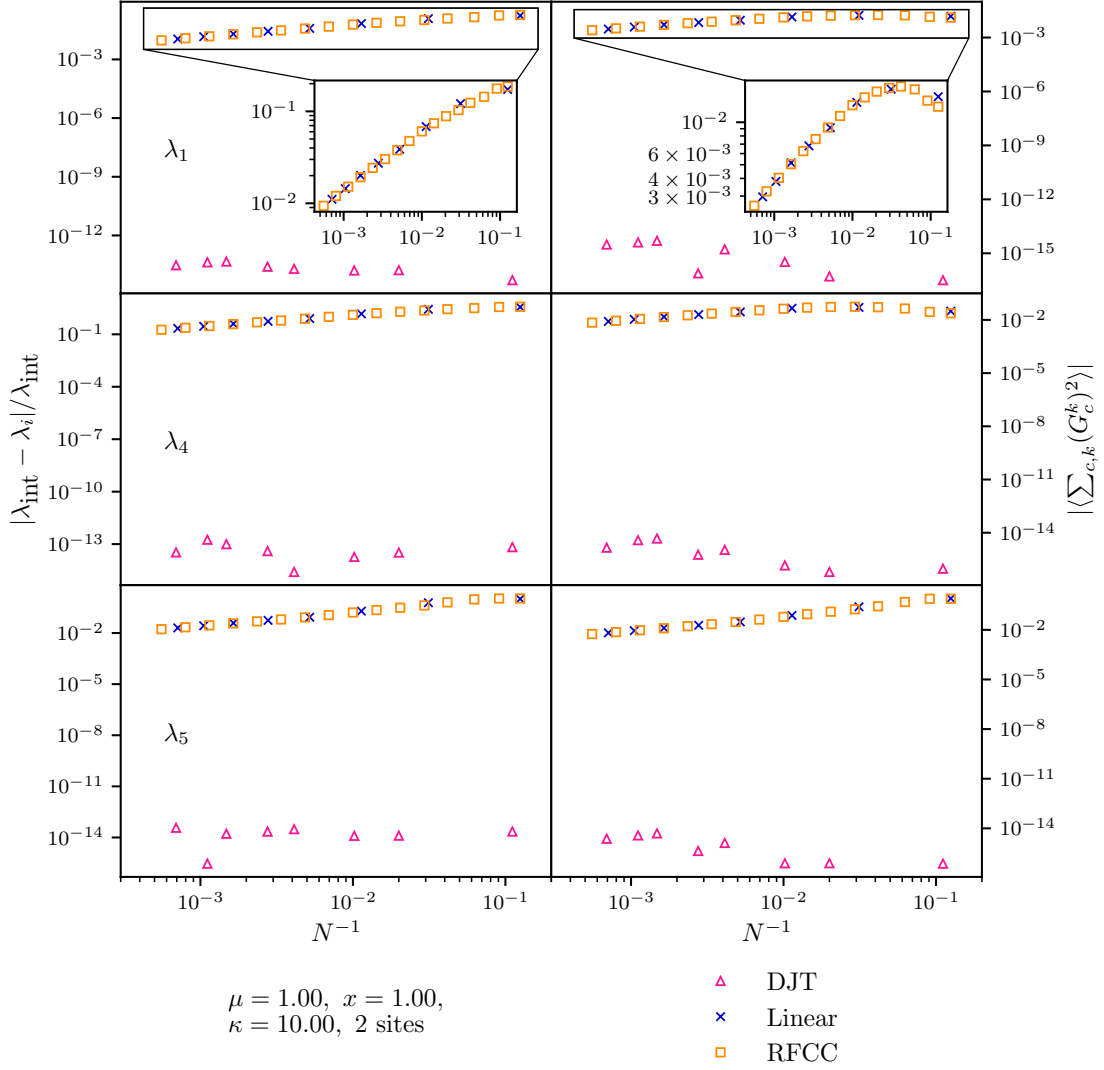 10⁻³
10⁻⁶
10⁻⁹
10⁻¹²
λ₁
10⁻¹
10⁻²
10⁻³ 10⁻² 10⁻¹
10⁻²
6 × 10⁻³
4 × 10⁻³
3 × 10⁻³
10⁻³ 10⁻² 10⁻¹
10⁻³
10⁻⁶
10⁻⁹
10⁻¹²
10⁻¹⁵
|λ_int − λᵢ|/λ_int
10⁻¹
10⁻⁴
10⁻⁷
10⁻¹⁰
10⁻¹³
λ₄
10⁻²
10⁻⁵
10⁻⁸
10⁻¹¹
10⁻¹⁴
|⟨∑_{c,k}(G_c^k)²⟩|
10⁻²
10⁻⁵
10⁻⁸
10⁻¹¹
10⁻¹⁴
λ₅
10⁻²
10⁻⁵
10⁻⁸
10⁻¹¹
10⁻¹⁴
10⁻³ 10⁻² 10⁻¹
N⁻¹
10⁻³ 10⁻² 10⁻¹
N⁻¹
μ = 1.00, x = 1.00,
κ = 10.00, 2 sites
DJT
Linear
RFCC